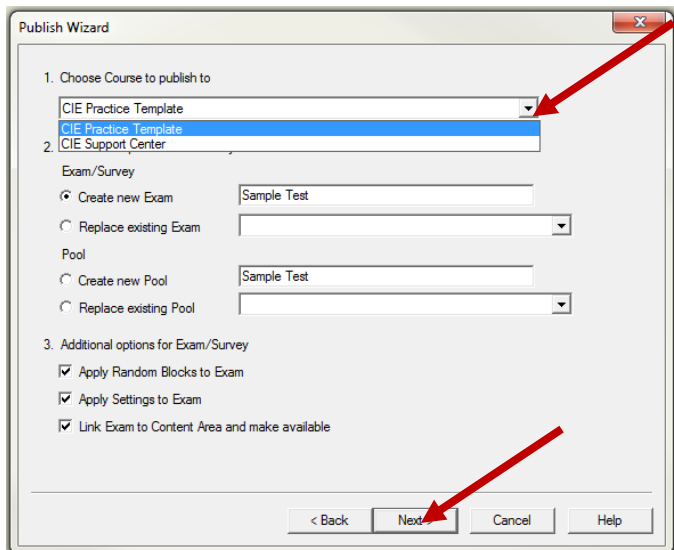 Publish Wizard
1. Choose Course to publish to
CIE Practice Template
CIE Practice Template
CIE Support Center
2.
Exam/Survey
Create new Exam Sample Test
Replace existing Exam
Pool
Create new Pool Sample Test
Replace existing Pool
3. Additional options for Exam/Survey
Apply Random Blocks to Exam
Apply Settings to Exam
Link Exam to Content Area and make available
< Back Next > Cancel Help